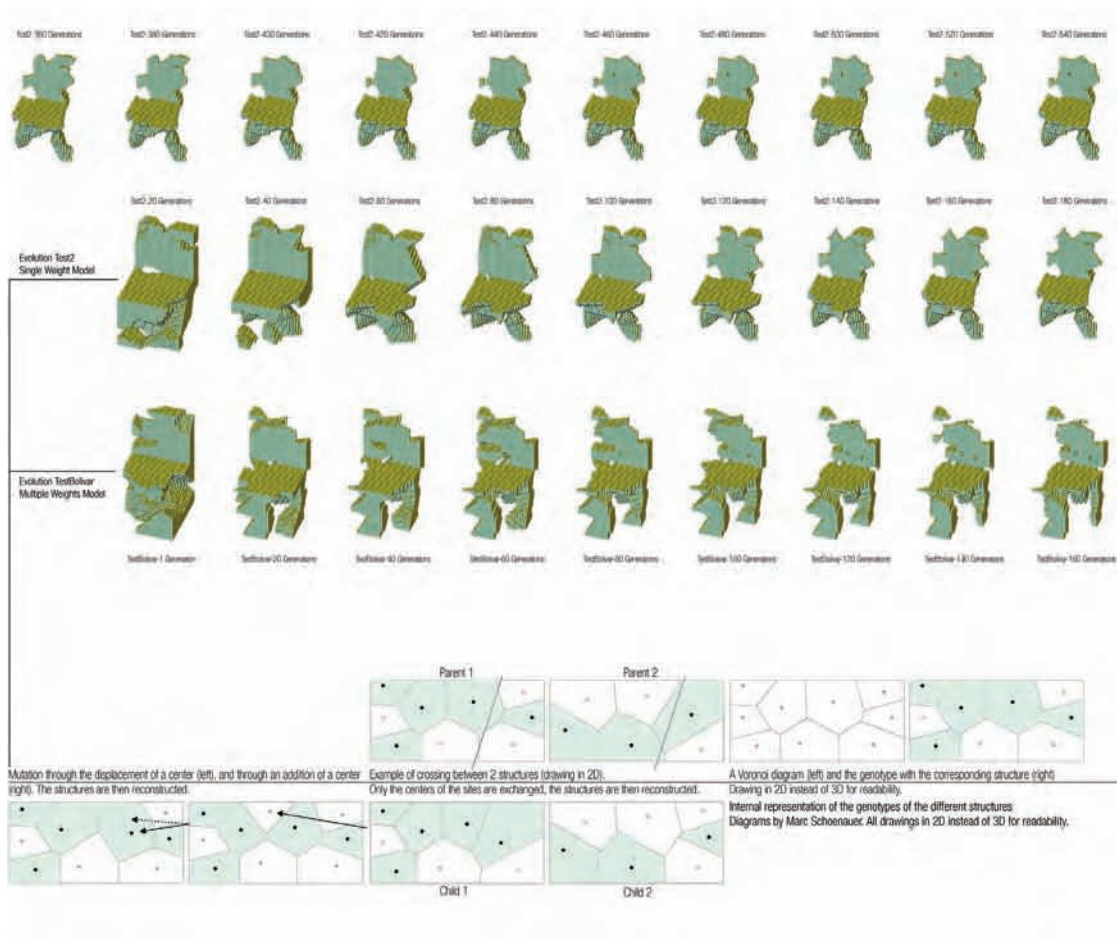 Test2-360 Generations
Test2-380 Generations
Test2-400 Generations
Test2-420 Generations
Test2-440 Generations
Test2-460 Generations
Test2-480 Generations
Test2-500 Generations
Test2-520 Generations
Test2-540 Generations
Test2-20 Generations
Test2-40 Generations
Test2-60 Generations
Test2-80 Generations
Test2-100 Generations
Test2-120 Generations
Test2-140 Generations
Test2-160 Generations
Test2-180 Generations
Evolution Test2
Single Weight Model
Evolution TestBolivar
Multiple Weights Model
TestBolivar-1 Generation
TestBolivar-20 Generations
TestBolivar-40 Generations
TestBolivar-60 Generations
TestBolivar-80 Generations
TestBolivar-100 Generations
TestBolivar-120 Generations
TestBolivar-140 Generations
TestBolivar-160 Generations
Parent 1
Parent 2
Mutation through the displacement of a center (left), and through an addition of a center
(right). The structures are then reconstructed.
Example of crossing between 2 structures (drawing in 2D).
Only the centers of the sites are exchanged, the structures are then reconstructed.
A Voronoi diagram (left) and the genotype with the corresponding structure (right)
Drawing in 2D instead of 3D for readability.
Internal representation of the genotypes of the different structures
Diagrams by Marc Schoenauer. All drawings in 2D instead of 3D for readability.
Child 1
Child 2